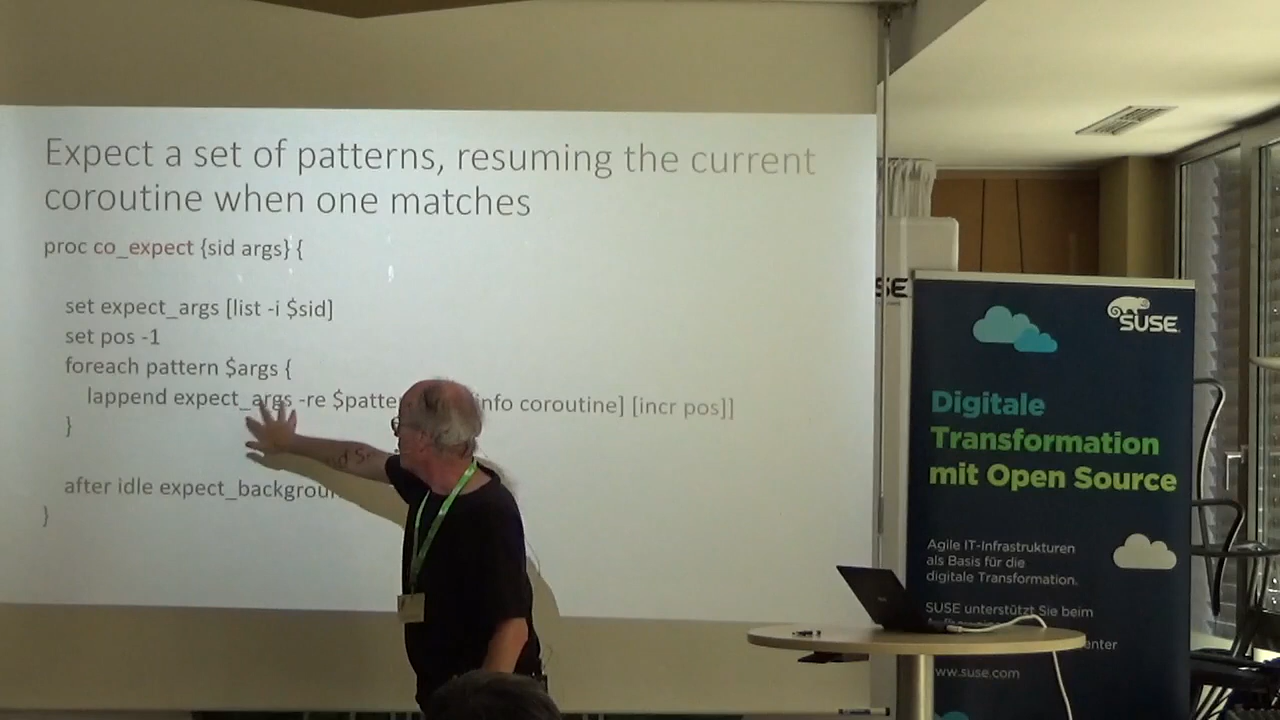 Expect a set of patterns, resuming the current
coroutine when one matches
proc co_expect {sid args} {
set expect_args [list -i $sid]
set pos -1
foreach pattern $args {
lappend expect_args -re $patte nfo coroutine] [incr pos]]
}
after idle expect_backgrou
}
SE
SUSE
Digitale
Transformation
mit Open Source
Agile IT-Infrastrukturen
als Basis für die
digitale Transformation.
SUSE unterstützt Sie beim
enter
www.suse.com